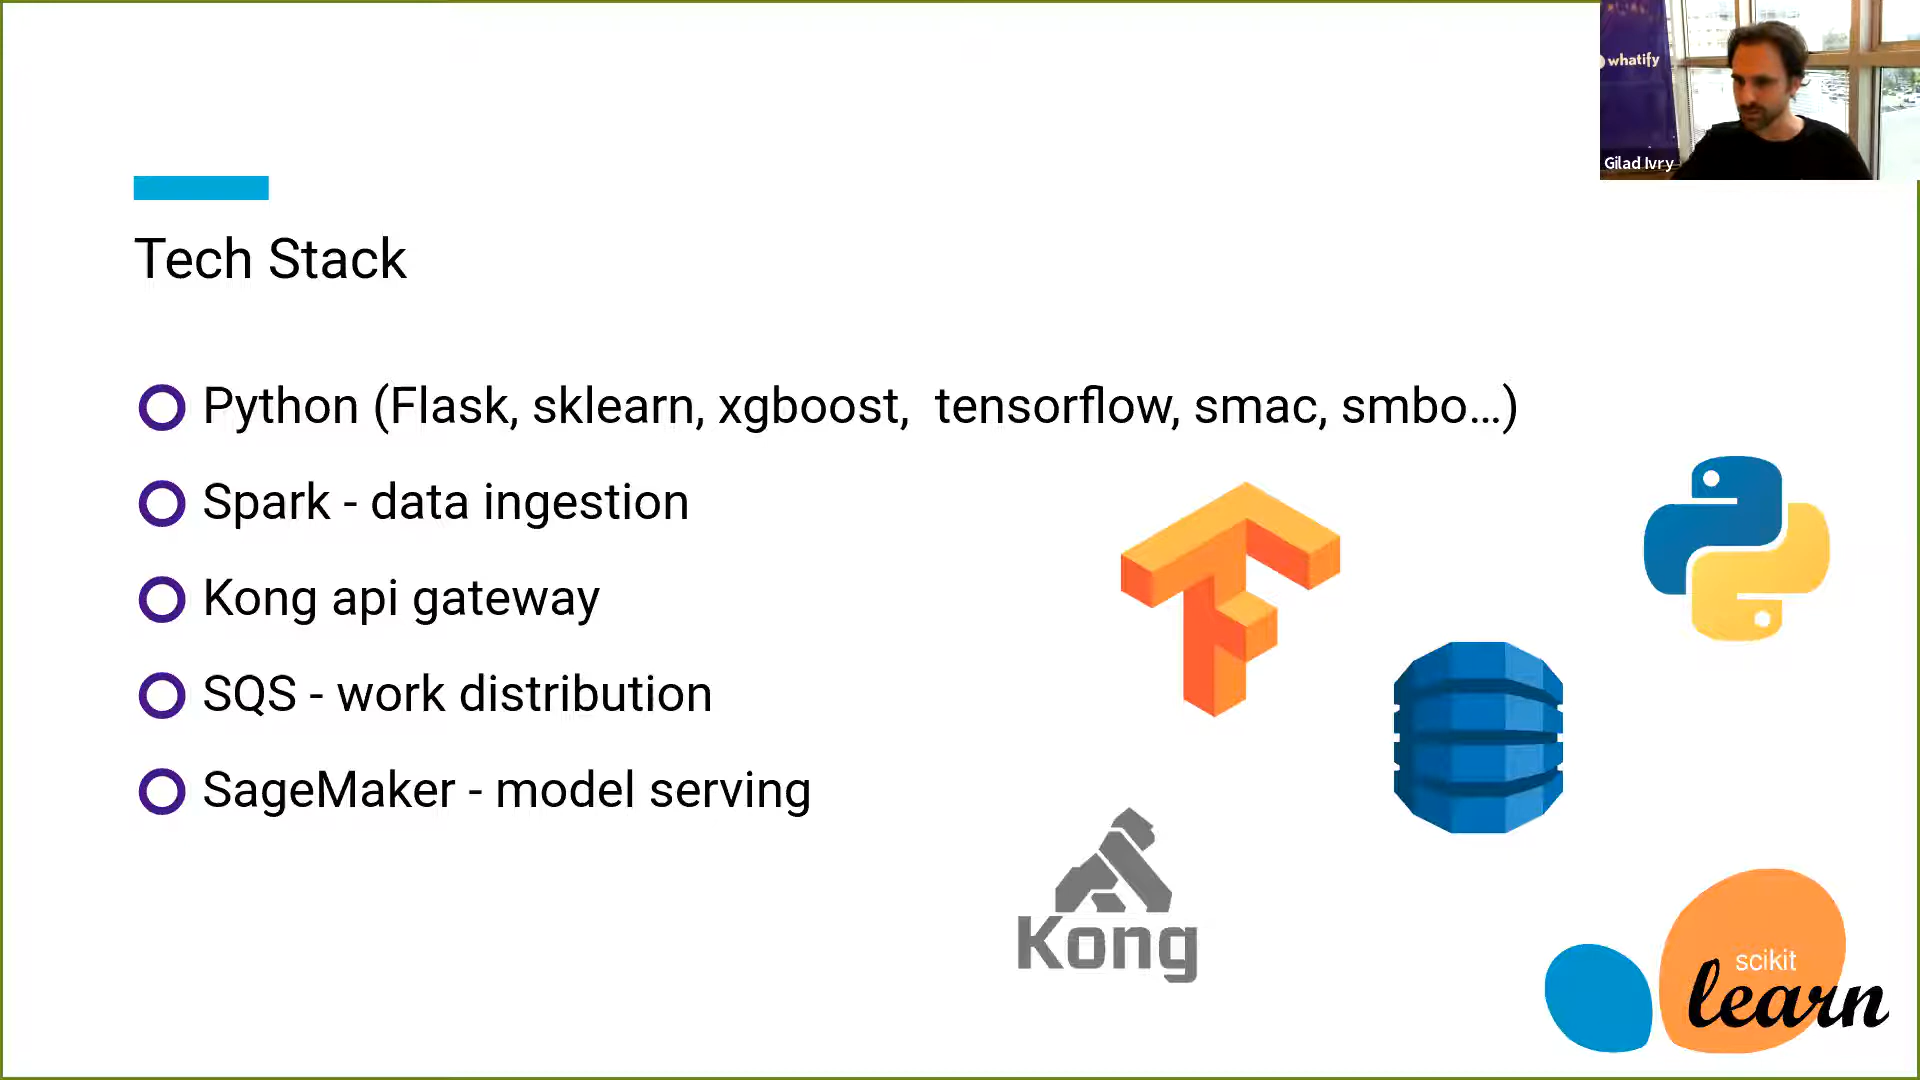 whatify
Gilad Ivry
Tech Stack
Python (Flask, sklearn, xgboost,  tensorflow, smac, smbo...)
Spark - data ingestion
Kong api gateway
SQS - work distribution
SageMaker - model serving
Kong
scikit
learn